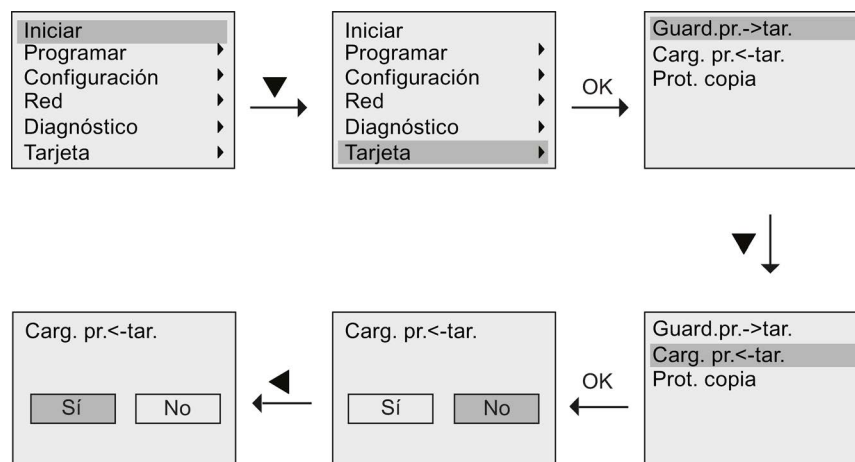 Iniciar
Programar
Configuración
Red
Diagnóstico
Tarjeta
Iniciar
Programar
Configuración
Red
Diagnóstico
Tarjeta
OK
Guard.pr.->tar.
Carg. pr.<-tar.
Prot. copia
Guard.pr.->tar.
Carg. pr.<-tar.
Prot. copia
OK
Carg. pr.<-tar.
Sí No
Carg. pr.<-tar.
Sí No